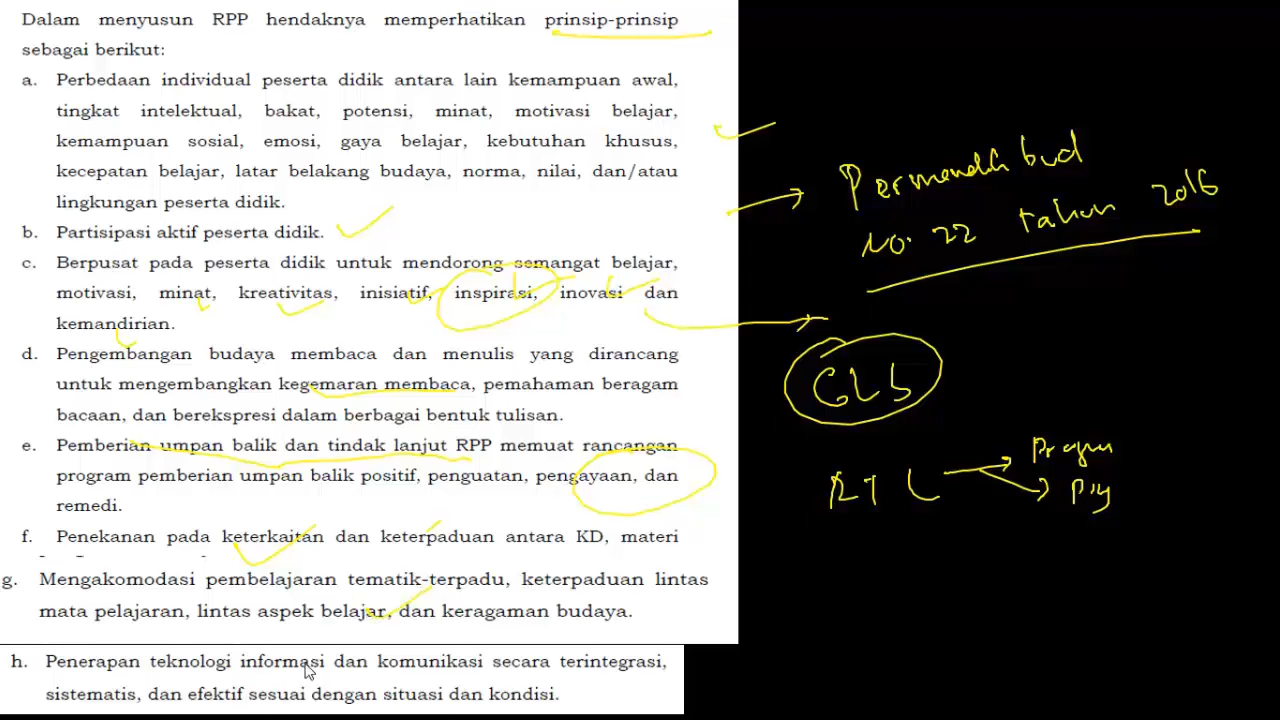 Dalam menyusun RPP hendaknya memperhatikan prinsip-prinsip
sebagai berikut:
a. Perbedaan individual peserta didik antara lain kemampuan awal,
tingkat intelektual, bakat, potensi, minat, motivasi belajar,
kemampuan sosial, emosi, gaya belajar, kebutuhan khusus,
kecepatan belajar, latar belakang budaya, norma, nilai, dan/atau
lingkungan peserta didik.
b. Partisipasi aktif peserta didik.
c. Berpusat pada peserta didik untuk mendorong semangat belajar,
motivasi, minat, kreativitas, inisiatif, inspirasi, inovasi dan
kemandirian.
d. Pengembangan budaya membaca dan menulis yang dirancang
untuk mengembangkan kegemaran membaca, pemahaman beragam
bacaan, dan berekspresi dalam berbagai bentuk tulisan.
e. Pemberian umpan balik dan tindak lanjut RPP memuat rancangan
program pemberian umpan balik positif, penguatan, pengayaan, dan
remedi.
f. Penekanan pada keterkaitan dan keterpaduan antara KD, materi
g. Mengakomodasi pembelajaran tematik-terpadu, keterpaduan lintas
mata pelajaran, lintas aspek belajar, dan keragaman budaya.
h. Penerapan teknologi informasi dan komunikasi secara terintegrasi,
sistematis, dan efektif sesuai dengan situasi dan kondisi.
Permendikbud
No. 22 tahun 2016
GLS
RTL